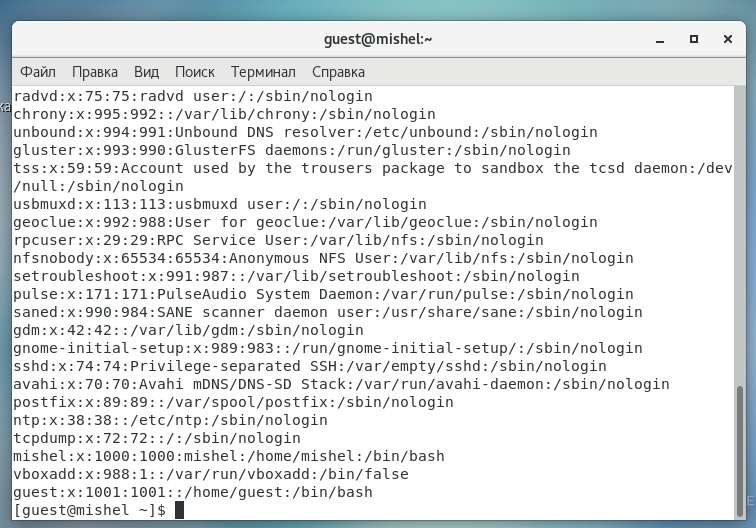 guest@mishel:~
Файл Правка Вид Поиск Терминал Справка
radvd:x:75:75:radvd user:/:/sbin/nologin
chrony:x:995:992::/var/lib/chrony:/sbin/nologin
unbound:x:994:991:Unbound DNS resolver:/etc/unbound:/sbin/nologin
gluster:x:993:990:GlusterFS daemons:/run/gluster:/sbin/nologin
tss:x:59:59:Account used by the trousers package to sandbox the tcsd daemon:/dev
/null:/sbin/nologin
usbmuxd:x:113:113:usbmuxd user:/:/sbin/nologin
geoclue:x:992:988:User for geoclue:/var/lib/geoclue:/sbin/nologin
rpcuser:x:29:29:RPC Service User:/var/lib/nfs:/sbin/nologin
nfsnobody:x:65534:65534:Anonymous NFS User:/var/lib/nfs:/sbin/nologin
setroubleshoot:x:991:987::/var/lib/setroubleshoot:/sbin/nologin
pulse:x:171:171:PulseAudio System Daemon:/var/run/pulse:/sbin/nologin
saned:x:990:984:SANE scanner daemon user:/usr/share/sane:/sbin/nologin
gdm:x:42:42::/var/lib/gdm:/sbin/nologin
gnome-initial-setup:x:989:983::/run/gnome-initial-setup/:/sbin/nologin
sshd:x:74:74:Privilege-separated SSH:/var/empty/sshd:/sbin/nologin
avahi:x:70:70:Avahi mDNS/DNS-SD Stack:/var/run/avahi-daemon:/sbin/nologin
postfix:x:89:89::/var/spool/postfix:/sbin/nologin
ntp:x:38:38::/etc/ntp:/sbin/nologin
tcpdump:x:72:72::/:/sbin/nologin
mishel:x:1000:1000:mishel:/home/mishel:/bin/bash
vboxadd:x:988:1::/var/run/vboxadd:/bin/false
guest:x:1001:1001::/home/guest:/bin/bash
[guest@mishel ~]$